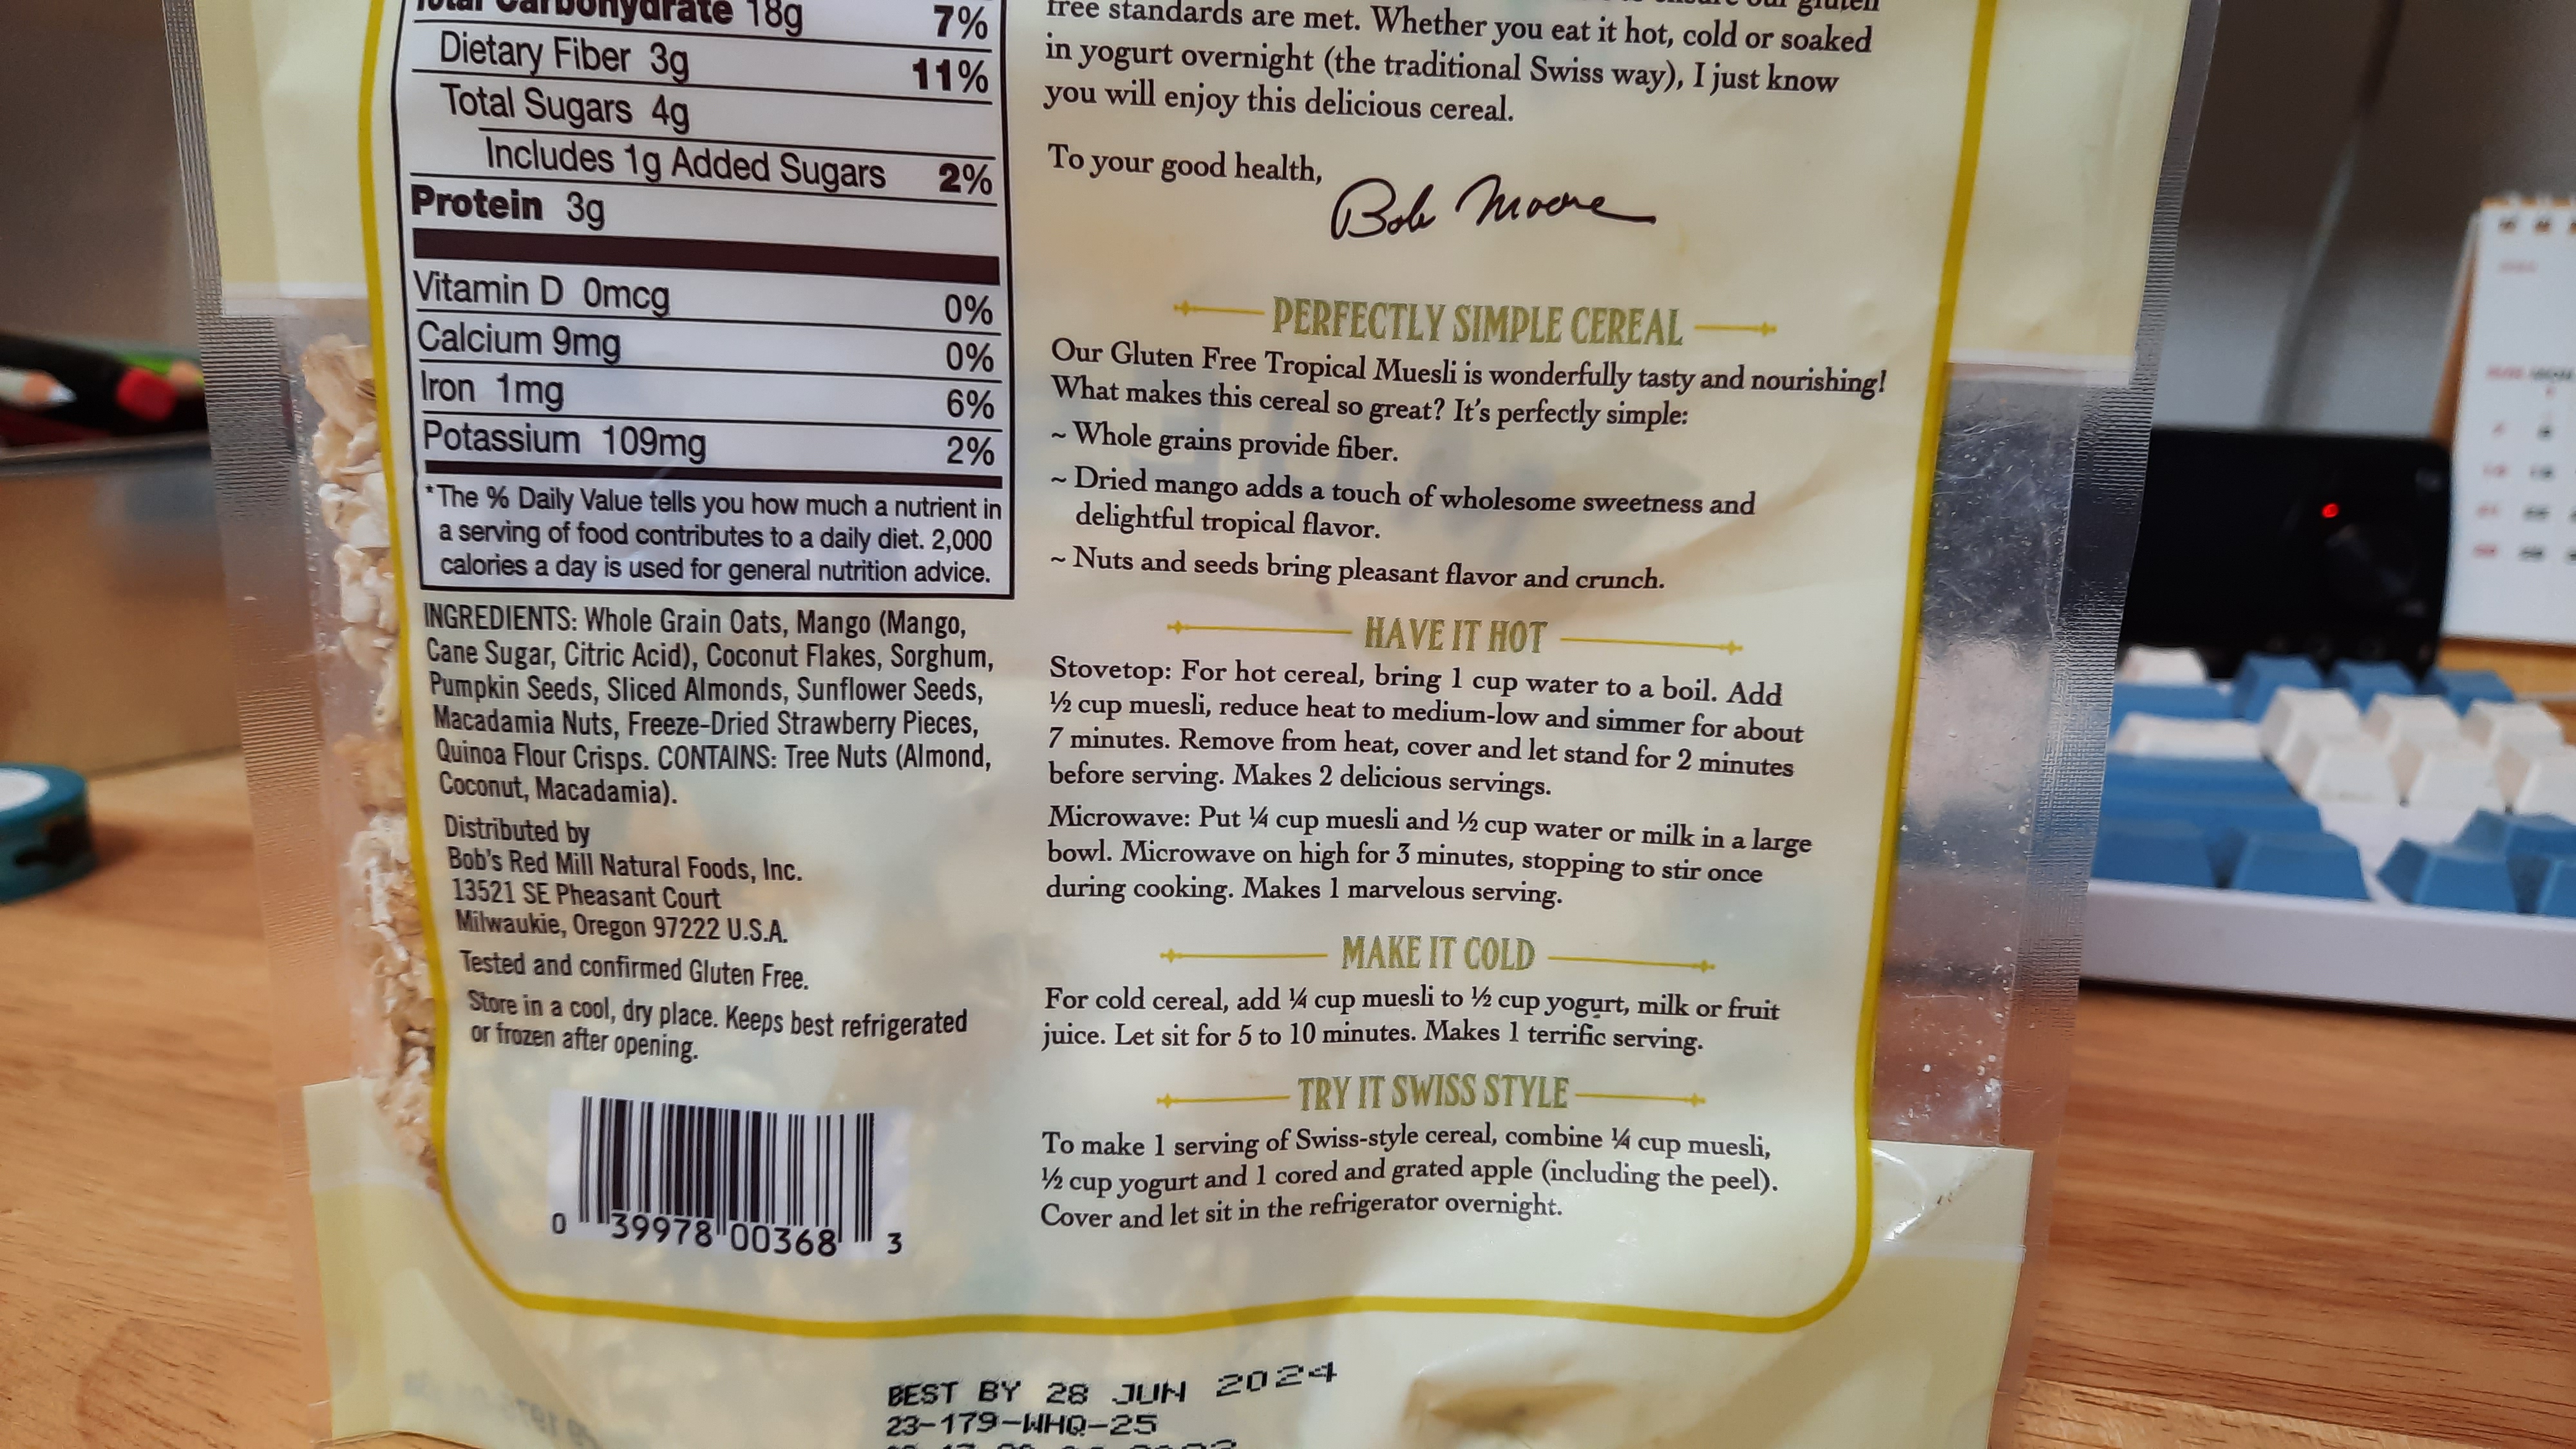 Total Carbohydrate 18g 7%
Dietary Fiber 3g 11%
Total Sugars 4g
Includes 1g Added Sugars 2%
Protein 3g
Vitamin D 0mcg 0%
Calcium 9mg 0%
Iron 1mg 6%
Potassium 109mg 2%
*The % Daily Value tells you how much a nutrient in
a serving of food contributes to a daily diet. 2,000
calories a day is used for general nutrition advice.
INGREDIENTS: Whole Grain Oats, Mango (Mango,
Cane Sugar, Citric Acid), Coconut Flakes, Sorghum,
Pumpkin Seeds, Sliced Almonds, Sunflower Seeds,
Macadamia Nuts, Freeze-Dried Strawberry Pieces,
Quinoa Flour Crisps. CONTAINS: Tree Nuts (Almond,
Coconut, Macadamia).
Distributed by
Bob's Red Mill Natural Foods, Inc.
13521 SE Pheasant Court
Milwaukie, Oregon 97222 U.S.A.
Tested and confirmed Gluten Free.
Store in a cool, dry place. Keeps best refrigerated
or frozen after opening.
0 39978 00368 3
our gluten
free standards are met. Whether you eat it hot, cold or soaked
in yogurt overnight (the traditional Swiss way), I just know
you will enjoy this delicious cereal.
To your good health,
Bob Moore
PERFECTLY SIMPLE CEREAL
Our Gluten Free Tropical Muesli is wonderfully tasty and nourishing!
What makes this cereal so great? It's perfectly simple:
~ Whole grains provide fiber.
~ Dried mango adds a touch of wholesome sweetness and
delightful tropical flavor.
~ Nuts and seeds bring pleasant flavor and crunch.
HAVE IT HOT
Stovetop: For hot cereal, bring 1 cup water to a boil. Add
½ cup muesli, reduce heat to medium-low and simmer for about
7 minutes. Remove from heat, cover and let stand for 2 minutes
before serving. Makes 2 delicious servings.
Microwave: Put ¼ cup muesli and ½ cup water or milk in a large
bowl. Microwave on high for 3 minutes, stopping to stir once
during cooking. Makes 1 marvelous serving.
MAKE IT COLD
For cold cereal, add ¼ cup muesli to ½ cup yogurt, milk or fruit
juice. Let sit for 5 to 10 minutes. Makes 1 terrific serving.
TRY IT SWISS STYLE
To make 1 serving of Swiss-style cereal, combine ¼ cup muesli,
½ cup yogurt and 1 cored and grated apple (including the peel).
Cover and let sit in the refrigerator overnight.
BEST BY 28 JUN 2024
23-179-WHQ-25